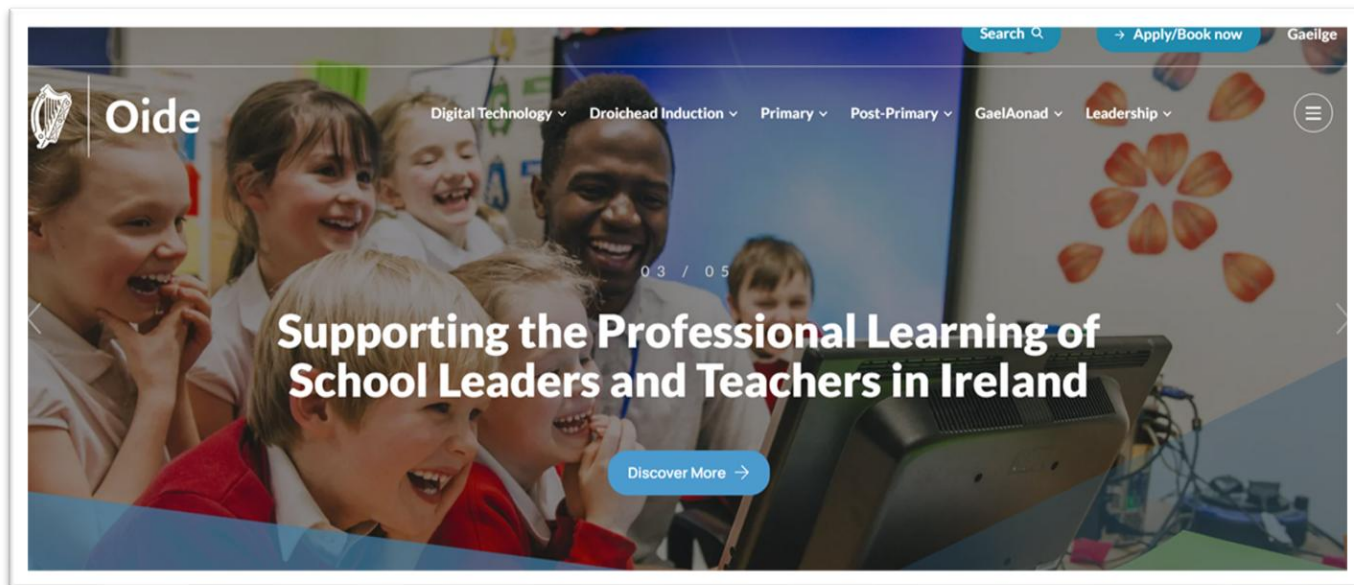 Search
→ Apply/Book now
Gaeilge
Oide
Digital Technology
Droichead Induction
Primary
Post-Primary
GaelAonad
Leadership
03 / 05
Supporting the Professional Learning of
School Leaders and Teachers in Ireland
Discover More →